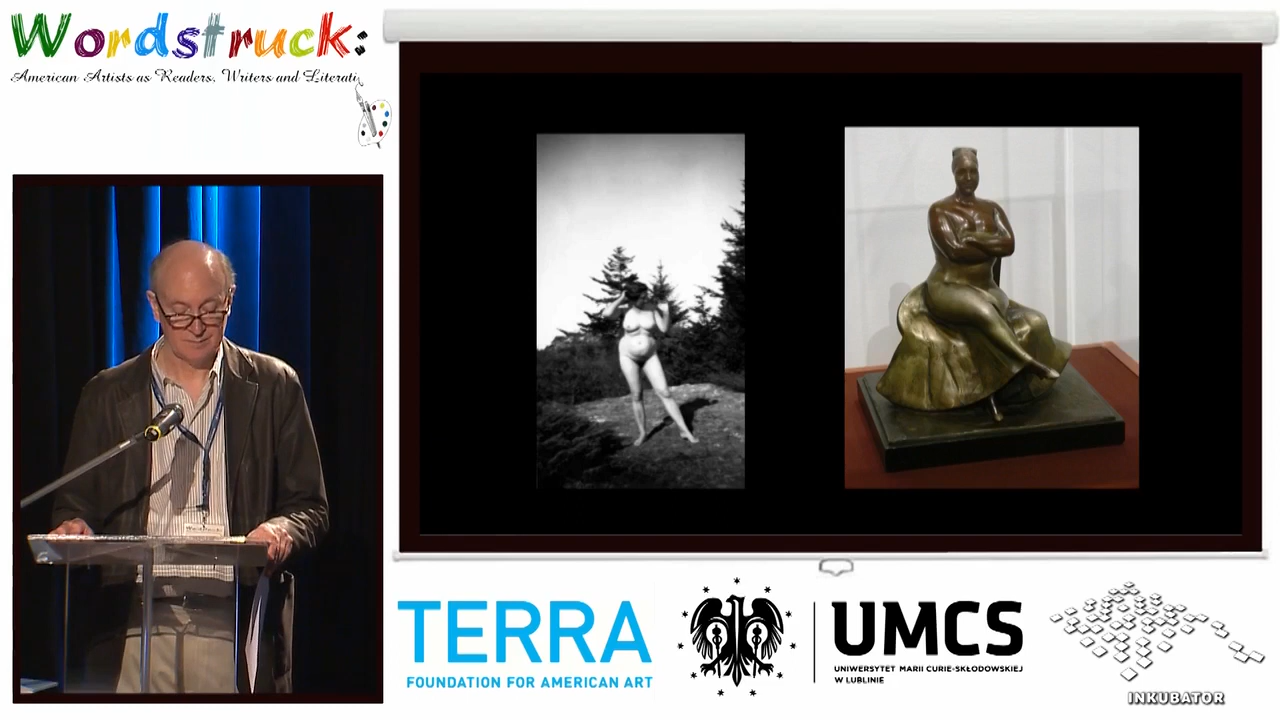 Wordstruck:
American Artists as Readers, Writers and Literati
Wordstruck:
TERRA
FOUNDATION FOR AMERICAN ART
UMCS
UNIWERSYTET MARII CURIE-SKŁODOWSKIEJ
W LUBLINIE
INKUBATOR